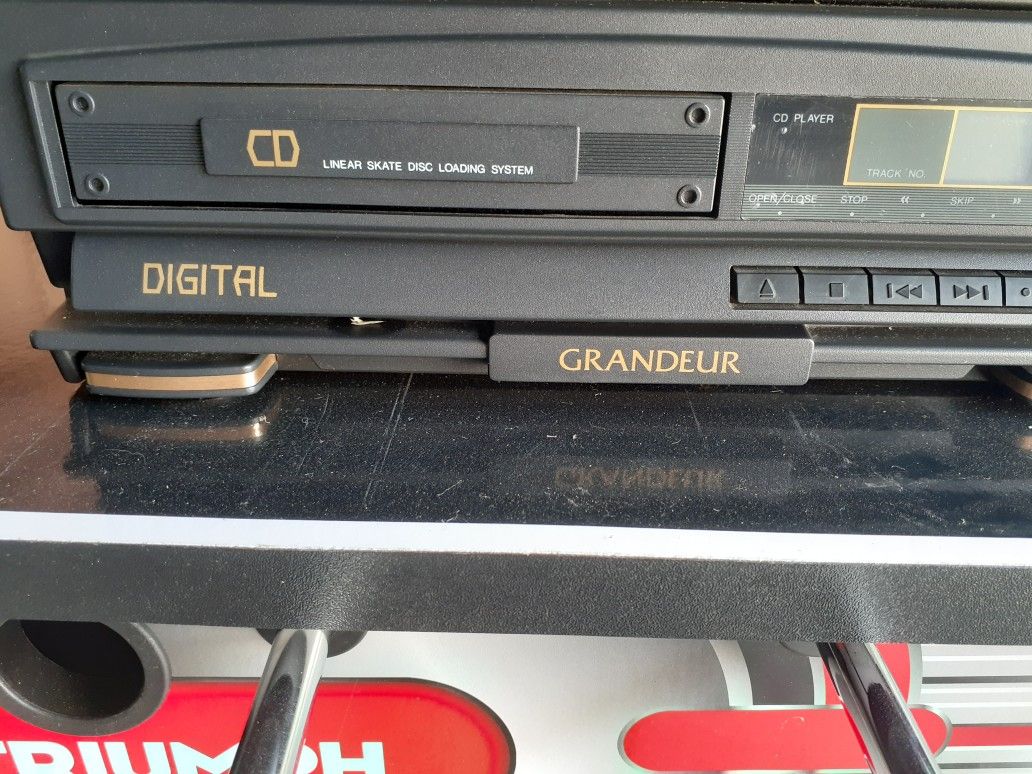 CD LINEAR SKATE DISC LOADING SYSTEM
CD PLAYER
TRACK NO.
OPEN/CLOSE STOP SKIP
DIGITAL
GRANDEUR
TRIUMPH